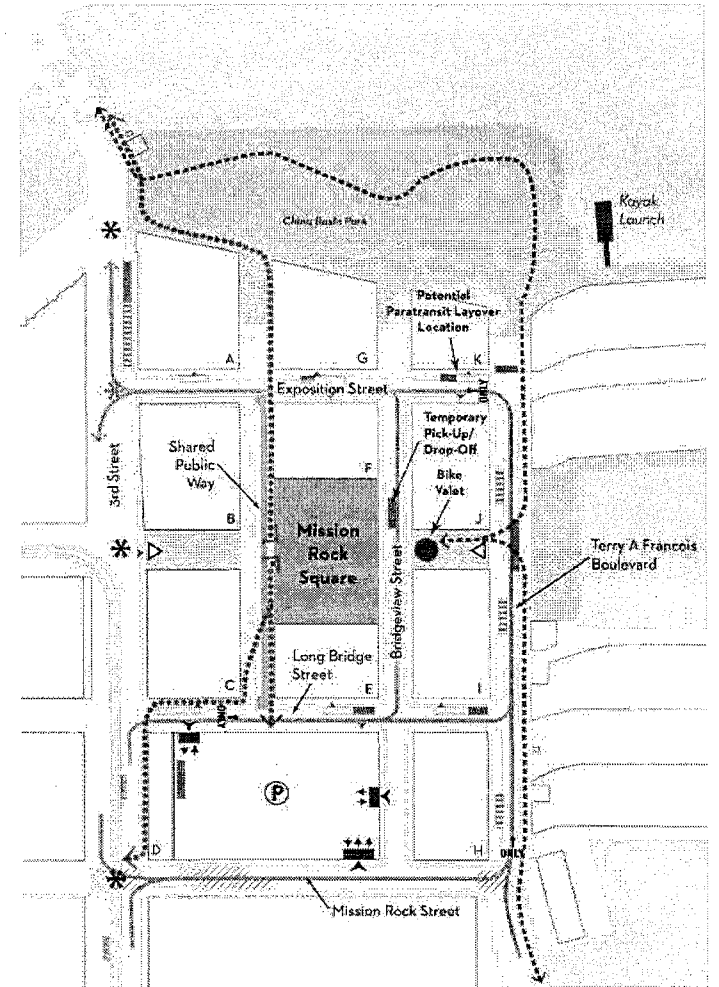 Kayak
Launch
China Basin Park
Potential
Paratransit Layover
Location
A
G
K
Exposition Street
ONLY
Temporary
Pick-Up/
Drop-Off
Shared
Public
Way
3rd Street
F
Bike
Valet
B
J
Mission
Rock
Square
Terry A Francois
Boulevard
Bridgeview Street
Long Bridge
Street
C
E
I
ONLY
P
D
H
ONLY
Mission Rock Street